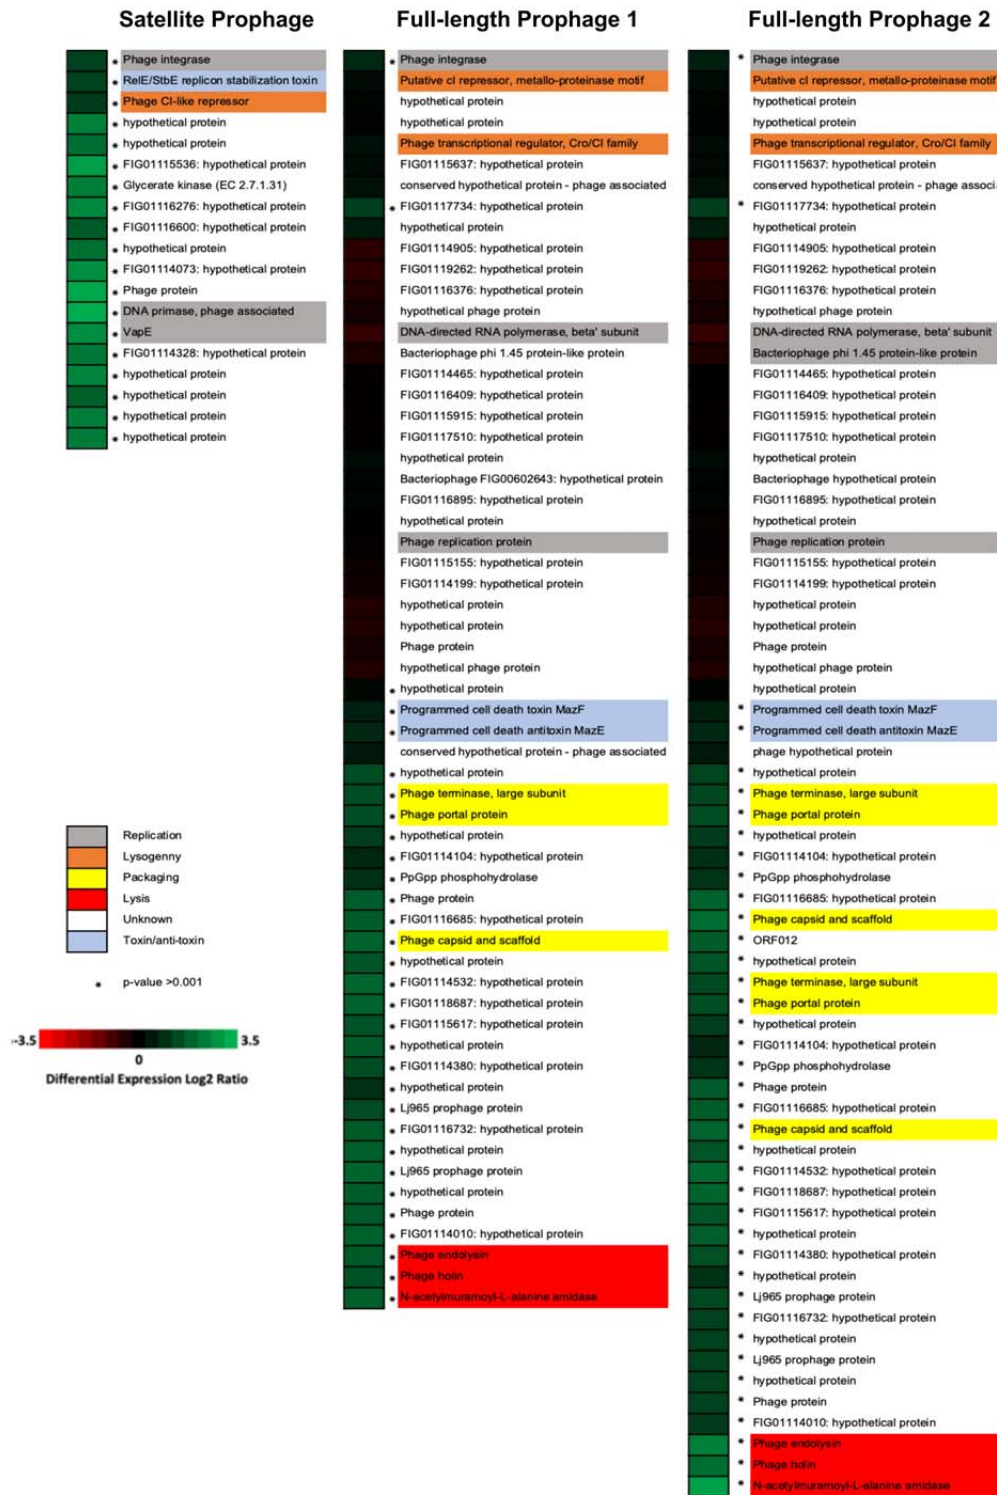 Satellite Prophage
* Phage integrase
* RelE/StbE replicon stabilization toxin
* Phage CI-like repressor
* hypothetical protein
* hypothetical protein
* FIG01115536: hypothetical protein
* Glycerate kinase (EC 2.7.1.31)
* FIG01116276: hypothetical protein
* FIG01116600: hypothetical protein
* hypothetical protein
* FIG01114073: hypothetical protein
* Phage protein
* DNA primase, phage associated
* VapE
* FIG01114328: hypothetical protein
* hypothetical protein
* hypothetical protein
* hypothetical protein
* hypothetical protein
Replication
Lysogenny
Packaging
Lysis
Unknown
Toxin/anti-toxin
* p-value >0.001
-3.5
3.5
0
Differential Expression Log2 Ratio
Full-length Prophage 1
* Phage integrase
Putative cI repressor, metallo-proteinase motif
hypothetical protein
hypothetical protein
Phage transcriptional regulator, Cro/CI family
FIG01115637: hypothetical protein
conserved hypothetical protein - phage associated
* FIG01117734: hypothetical protein
hypothetical protein
FIG01114905: hypothetical protein
FIG01119262: hypothetical protein
FIG01116376: hypothetical protein
hypothetical phage protein
DNA-directed RNA polymerase, beta' subunit
Bacteriophage phi 1.45 protein-like protein
FIG01114465: hypothetical protein
FIG01116409: hypothetical protein
FIG01115915: hypothetical protein
FIG01117510: hypothetical protein
hypothetical protein
Bacteriophage FIG00602643: hypothetical protein
FIG01116895: hypothetical protein
hypothetical protein
Phage replication protein
FIG01115155: hypothetical protein
FIG01114199: hypothetical protein
hypothetical protein
hypothetical protein
Phage protein
hypothetical phage protein
* hypothetical protein
* Programmed cell death toxin MazF
* Programmed cell death antitoxin MazE
conserved hypothetical protein - phage associated
* hypothetical protein
* Phage terminase, large subunit
* Phage portal protein
* hypothetical protein
* FIG01114104: hypothetical protein
* PpGpp phosphohydrolase
* Phage protein
* FIG01116685: hypothetical protein
* Phage capsid and scaffold
* hypothetical protein
* FIG01114532: hypothetical protein
* FIG01118687: hypothetical protein
* FIG01115617: hypothetical protein
* hypothetical protein
* FIG01114380: hypothetical protein
* hypothetical protein
* Lj965 prophage protein
* FIG01116732: hypothetical protein
* hypothetical protein
* Lj965 prophage protein
* hypothetical protein
* Phage protein
* FIG01114010: hypothetical protein
* Phage endolysin
* Phage holin
* N-acetylmuramoyl-L-alanine amidase
Full-length Prophage 2
* Phage integrase
Putative cI repressor, metallo-proteinase motif
hypothetical protein
hypothetical protein
Phage transcriptional regulator, Cro/CI family
FIG01115637: hypothetical protein
conserved hypothetical protein - phage associ
* FIG01117734: hypothetical protein
hypothetical protein
FIG01114905: hypothetical protein
FIG01119262: hypothetical protein
FIG01116376: hypothetical protein
hypothetical phage protein
DNA-directed RNA polymerase, beta' subunit
Bacteriophage phi 1.45 protein-like protein
FIG01114465: hypothetical protein
FIG01116409: hypothetical protein
FIG01115915: hypothetical protein
FIG01117510: hypothetical protein
hypothetical protein
Bacteriophage hypothetical protein
FIG01116895: hypothetical protein
hypothetical protein
Phage replication protein
FIG01115155: hypothetical protein
FIG01114199: hypothetical protein
hypothetical protein
hypothetical protein
Phage protein
hypothetical phage protein
hypothetical protein
* Programmed cell death toxin MazF
* Programmed cell death antitoxin MazE
phage hypothetical protein
* hypothetical protein
* Phage terminase, large subunit
* Phage portal protein
* hypothetical protein
* FIG01114104: hypothetical protein
* PpGpp phosphohydrolase
* FIG01116685: hypothetical protein
* Phage capsid and scaffold
* ORF012
* hypothetical protein
* Phage terminase, large subunit
* Phage portal protein
* hypothetical protein
* FIG01114104: hypothetical protein
* PpGpp phosphohydrolase
* Phage protein
* FIG01116685: hypothetical protein
* Phage capsid and scaffold
* hypothetical protein
* FIG01114532: hypothetical protein
* FIG01118687: hypothetical protein
* FIG01115617: hypothetical protein
* hypothetical protein
* FIG01114380: hypothetical protein
* hypothetical protein
* Lj965 prophage protein
* FIG01116732: hypothetical protein
* hypothetical protein
* Lj965 prophage protein
* hypothetical protein
* Phage protein
* FIG01114010: hypothetical protein
* Phage endolysin
* Phage holin
* N-acetylmuramoyl-L-alanine amidase